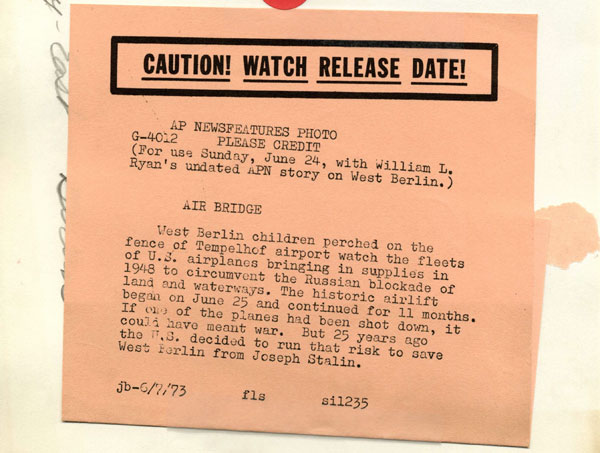 CAUTION! WATCH RELEASE DATE!
AP NEWSFEATURES PHOTO
G-4012 PLEASE CREDIT
(For use Sunday, June 24, with William L.
Ryan's undated APN story on West Berlin.)
AIR BRIDGE
West Berlin children perched on the
fence of Tempelhof airport watch the fleets
of U.S. airplanes bringing in supplies in
1948 to circumvent the Russian blockade of
land and waterways. The historic airlift
began on June 25 and continued for 11 months.
If one of the planes had been shot down, it
could have meant war. But 25 years ago
the U.S. decided to run that risk to save
West Berlin from Joseph Stalin.
jb-6/7/73 fls sil235